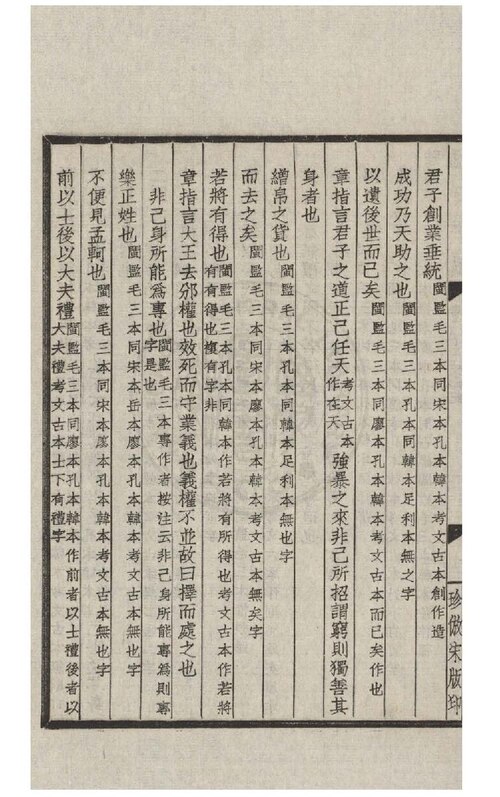 君子創業垂統閩監毛三本同宋本孔本韓本考文古本創作造
成功乃天助之也閩監毛三本孔本同韓本足利本無之字
以遺後世而已矣閩監毛三本同廖本孔本韓本考文古本而已矣作也
章指言君子之道正己任天考文古本作在天強暴之來非己所招謂窮則獨善其
身者也
繒帛之貨也閩監毛三本孔本同韓本足利本無也字
而去之矣閩監毛三本同宋本廖本孔本韓本考文古本無矣字
若將有得也閩監毛三本孔本同韓本作若將有所得也考文古本作若將有有得也複有字非
章指言大王去邠權也效死而守業義也義權不並故曰擇而處之也
非己身所能爲專也閩監毛三本專作者按注云非己身所能專爲則專字是也
樂正姓也閩監毛三本同宋本岳本廖本孔本韓本考文古本無也字
不便見孟軻也閩監毛三本同宋本廖本孔本韓本考文古本無也字
前以士後以大夫禮閩監毛三本同宋本廖本孔本韓本作前者以士禮後者以大夫禮考文古本士下有禮字
珍倣宋版印